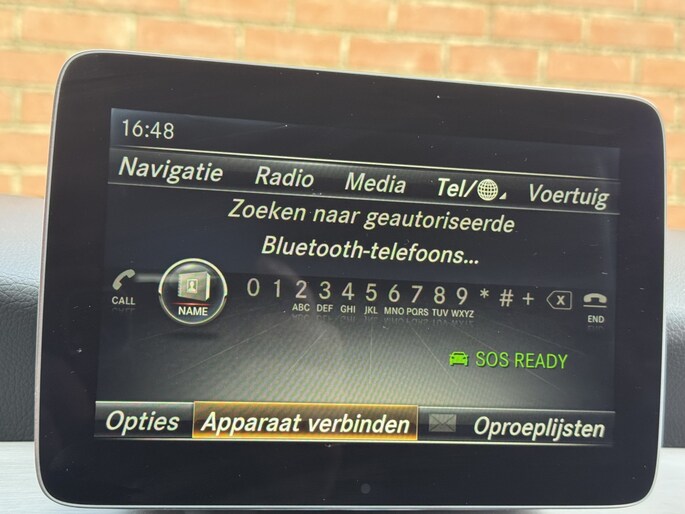 16:48
Navigatie Radio Media Tel/ Voertuig
Zoeken naar geautoriseerde
Bluetooth-telefoons...
0 1 2 3 4 5 6 7 8 9 * # +
CALL NAME ABC DEF GHI JKL MNO PQRS TUV WXYZ END
SOS READY
Opties Apparaat verbinden Oproeplijsten